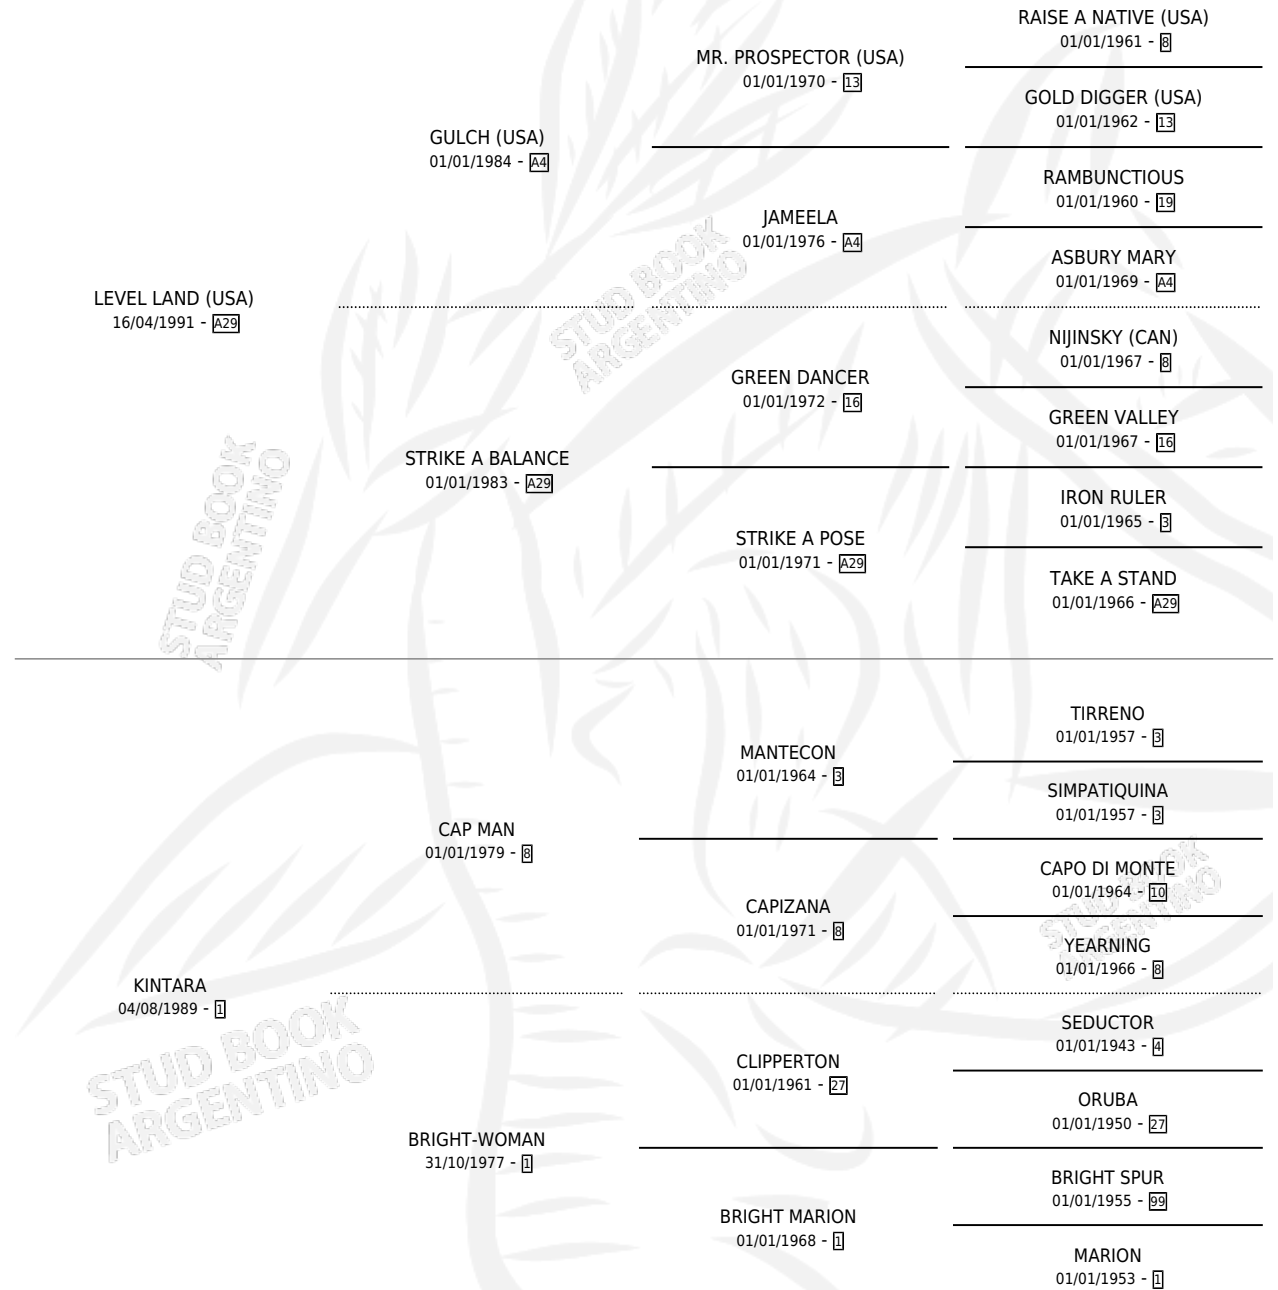 RAISE A NATIVE (USA)
01/01/1961 - 8
MR. PROSPECTOR (USA)
01/01/1970 - 13
GOLD DIGGER (USA)
01/01/1962 - 13
GULCH (USA)
01/01/1984 - A4
RAMBUNCTIOUS
01/01/1960 - 19
JAMEELA
01/01/1976 - A4
ASBURY MARY
01/01/1969 - A4
LEVEL LAND (USA)
16/04/1991 - A29
NIJINSKY (CAN)
01/01/1967 - 8
GREEN DANCER
01/01/1972 - 16
GREEN VALLEY
01/01/1967 - 16
STRIKE A BALANCE
01/01/1983 - A29
IRON RULER
01/01/1965 - 3
STRIKE A POSE
01/01/1971 - A29
TAKE A STAND
01/01/1966 - A29
TIRRENO
01/01/1957 - 3
MANTECON
01/01/1964 - 3
SIMPATIQUINA
01/01/1957 - 3
CAP MAN
01/01/1979 - 8
CAPO DI MONTE
01/01/1964 - 10
CAPIZANA
01/01/1971 - 8
YEARNING
01/01/1966 - 8
KINTARA
04/08/1989 - 1
SEDUCTOR
01/01/1943 - 4
CLIPPERTON
01/01/1961 - 27
ORUBA
01/01/1950 - 27
BRIGHT-WOMAN
31/10/1977 - 1
BRIGHT SPUR
01/01/1955 - 99
BRIGHT MARION
01/01/1968 - 1
MARION
01/01/1953 - 1
STUD BOOK
ARGENTINO
STUD BOOK
ARGENTINO
STUD BOOK
ARGENTINO
STUD BOOK
ARGENTINO